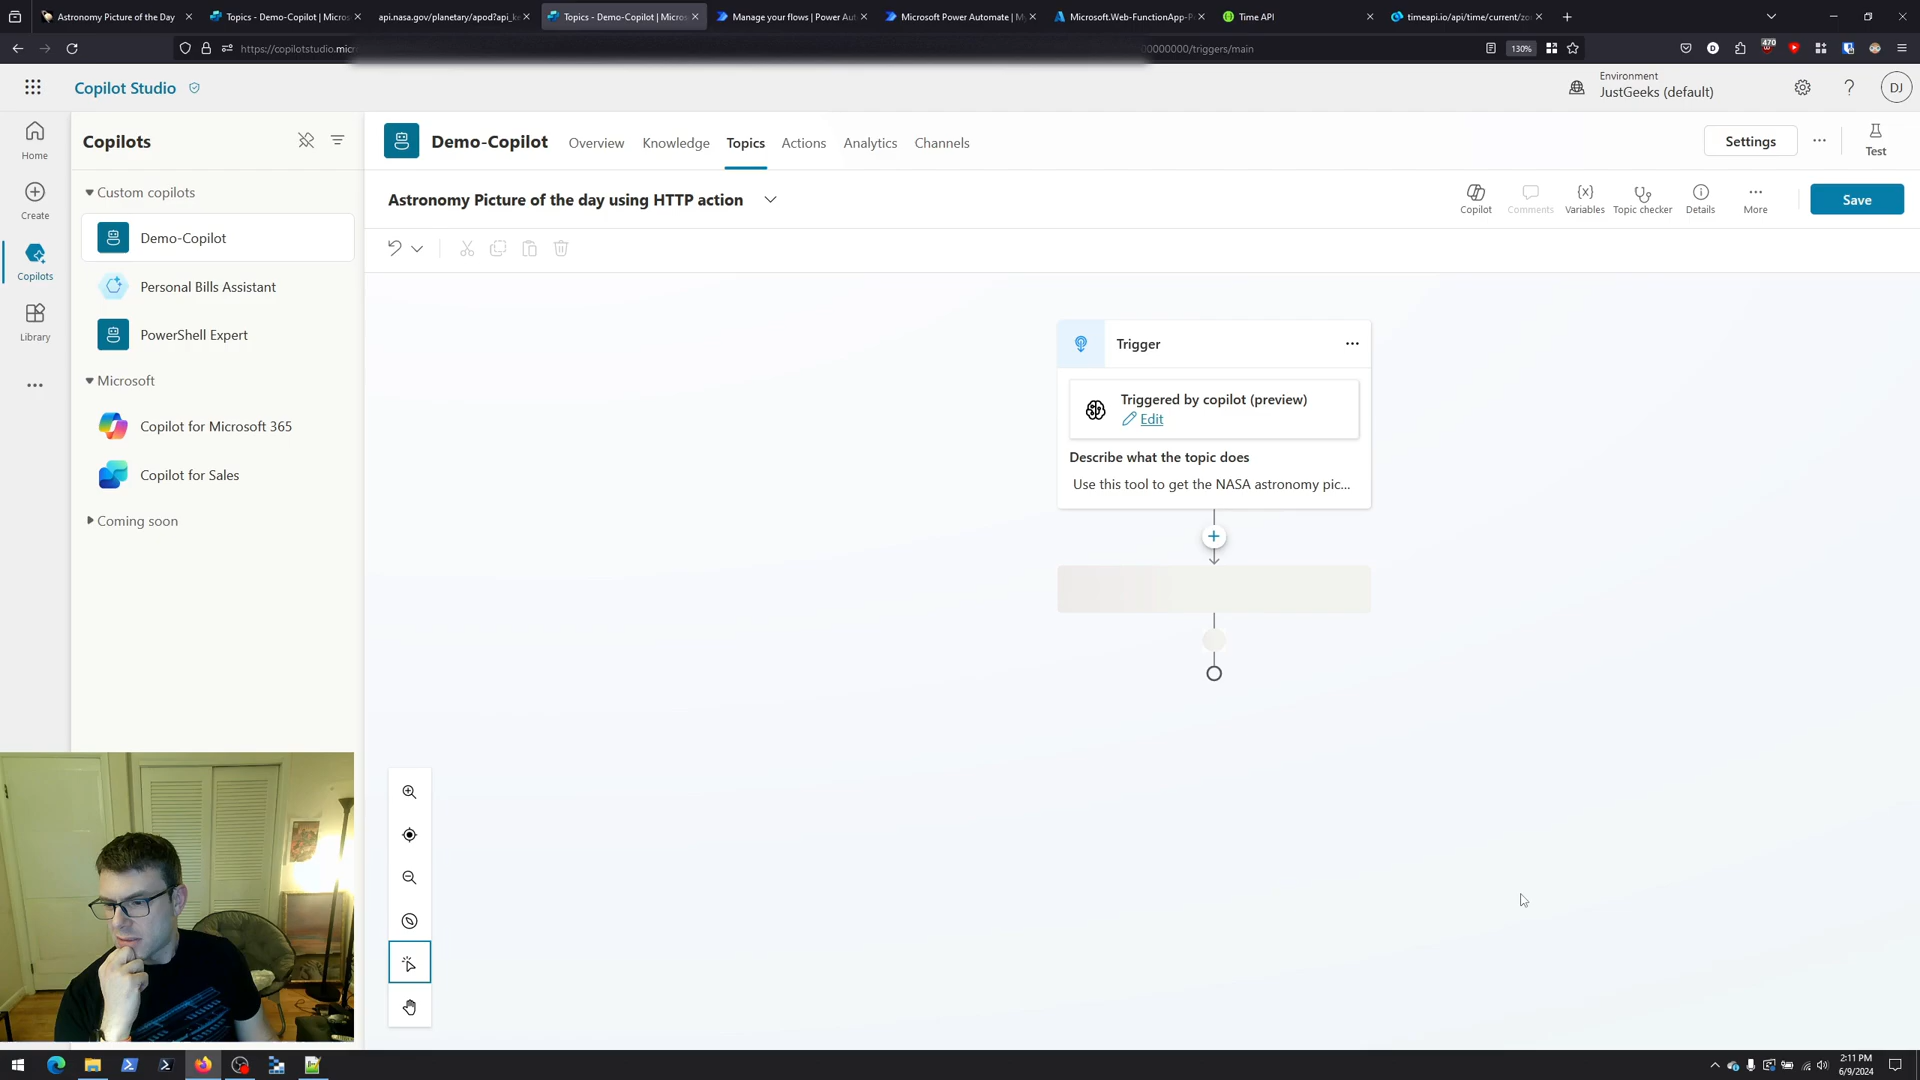 Astronomy Picture of the Day
Topics - Demo-Copilot | Micros
api.nasa.gov/planetary/apod?api_ke
Topics - Demo-Copilot | Micros
Manage your flows | Power Aut
Microsoft Power Automate | M
Microsoft.Web-FunctionApp-P
Time API
timeapi.io/api/time/current/zo
https://copilotstudio.micr
00000000/triggers/main
130%
470
Copilot Studio
Environment
JustGeeks (default)
DJ
Home
Create
Copilots
Library
Copilots
Custom copilots
Demo-Copilot
Personal Bills Assistant
PowerShell Expert
Microsoft
Copilot for Microsoft 365
Copilot for Sales
Coming soon
Demo-Copilot
Overview
Knowledge
Topics
Actions
Analytics
Channels
Settings
Test
Astronomy Picture of the day using HTTP action
Copilot
Comments
Variables
Topic checker
Details
More
Save
Trigger
Triggered by copilot (preview)
Edit
Describe what the topic does
Use this tool to get the NASA astronomy pic...
2:11 PM
6/9/2024